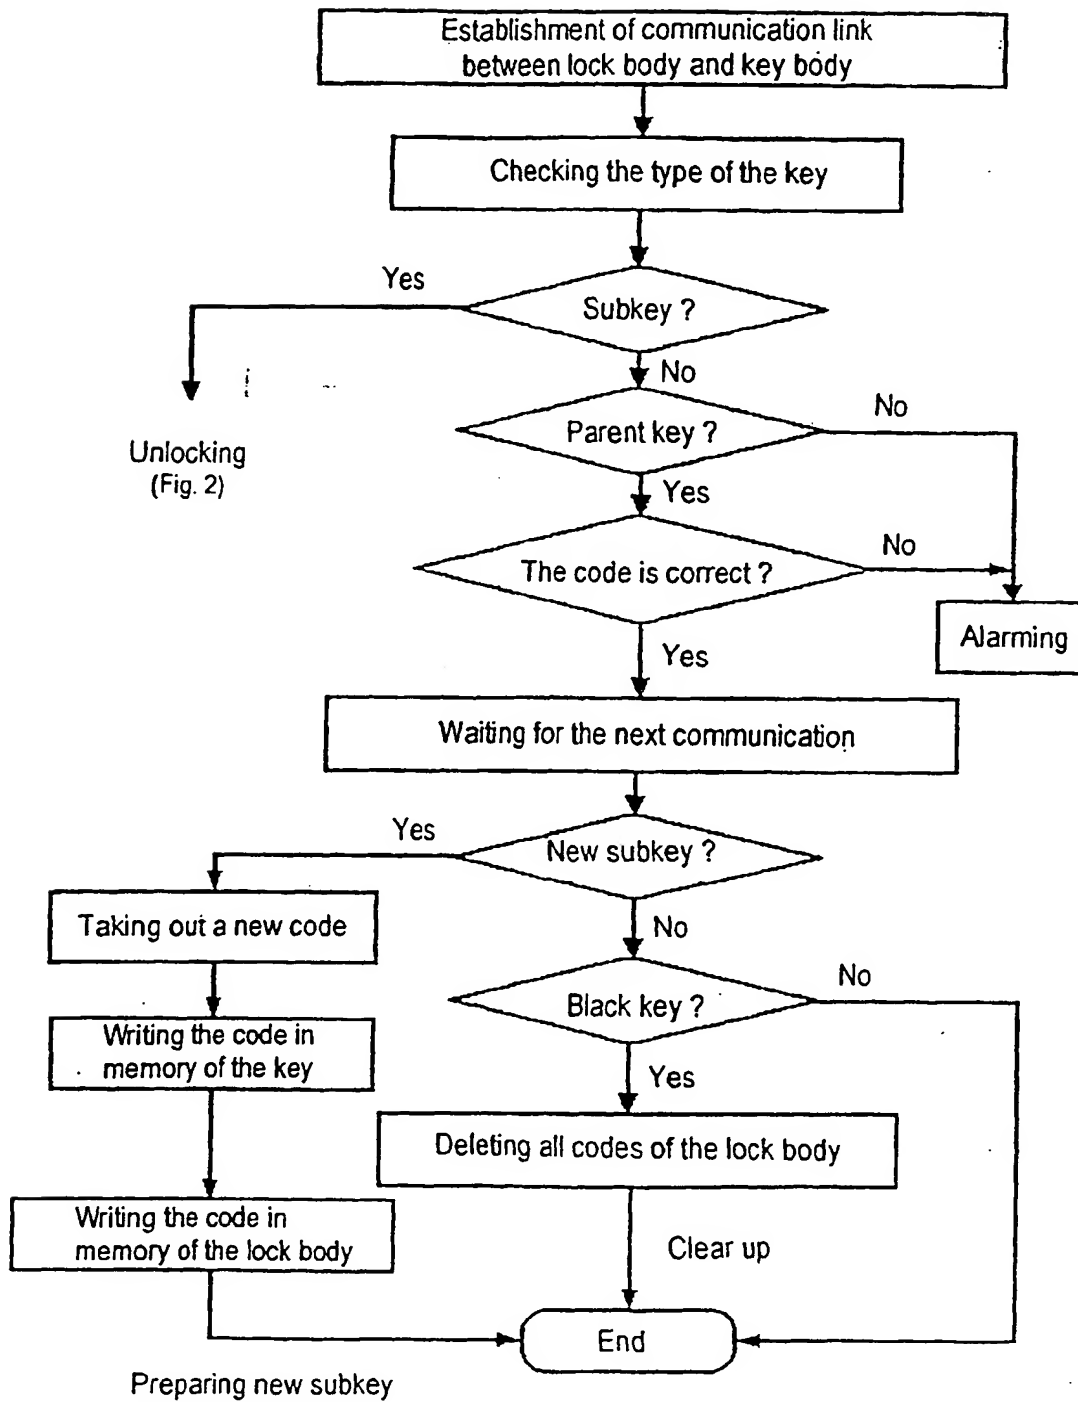 Establishment of communication link
between lock body and key body
Checking the type of the key
Yes
Subkey ?
No
No
Parent key ?
Unlocking
(Fig. 2)
Yes
No
The code is correct ?
Alarming
Yes
Waiting for the next communication
Yes
New subkey ?
Taking out a new code
No
No
Black key ?
Writing the code in
memory of the key
Yes
Deleting all codes of the lock body
Writing the code in
memory of the lock body
Clear up
End
Preparing new subkey